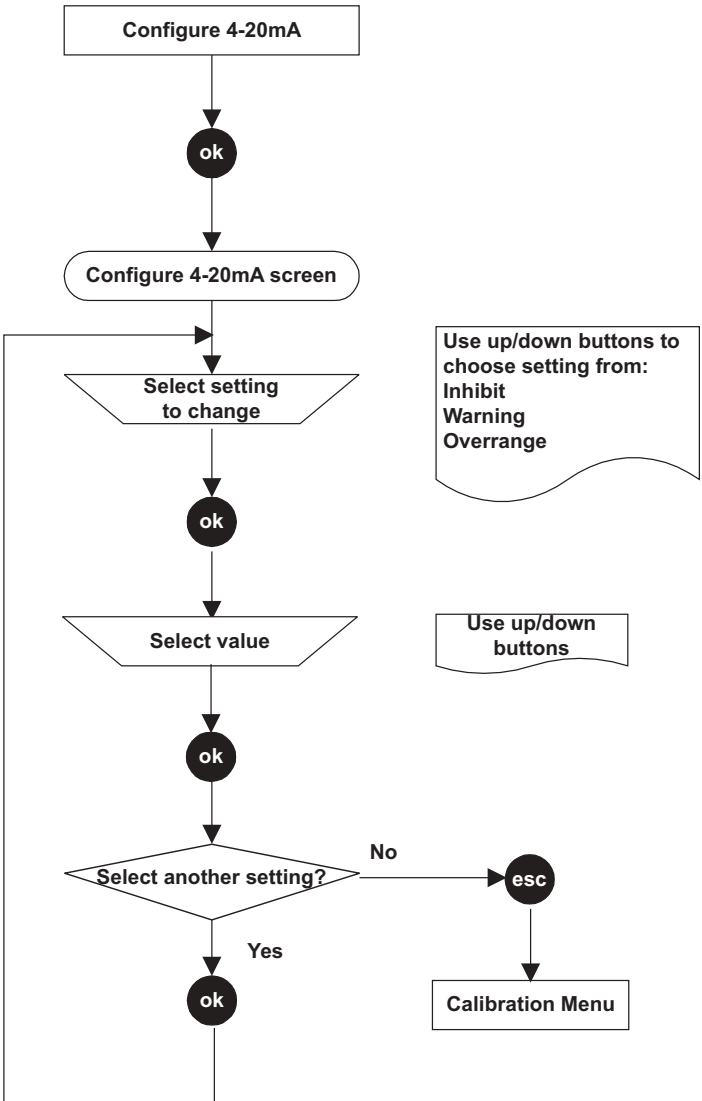 Configure 4-20mA
ok
Configure 4-20mA screen
Select setting
to change
Use up/down buttons to
choose setting from:
Inhibit
Warning
Overrange
ok
Select value
Use up/down
buttons
ok
Select another setting?
No
esc
Yes
ok
Calibration Menu